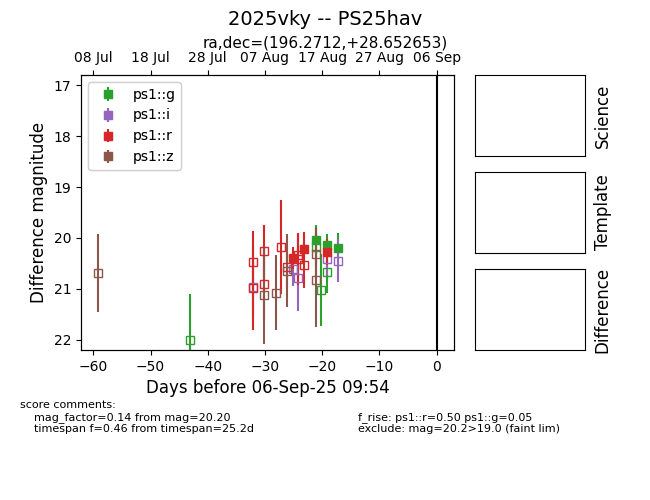 2025vky -- PS25hav
ra,dec=(196.2712,+28.652653)
08 Jul 18 Jul 28 Jul 07 Aug 17 Aug 27 Aug 06 Sep
17
18
19
20
21
22
Difference magnitude
ps1::g
ps1::i
ps1::r
ps1::z
−60 −50 −40 −30 −20 −10 0
Days before 06-Sep-25 09:54
Science
Template
Difference
score comments:
mag_factor=0.14 from mag=20.20
timespan f=0.46 from timespan=25.2d
f_rise: ps1::r=0.50 ps1::g=0.05
exclude: mag=20.2>19.0 (faint lim)